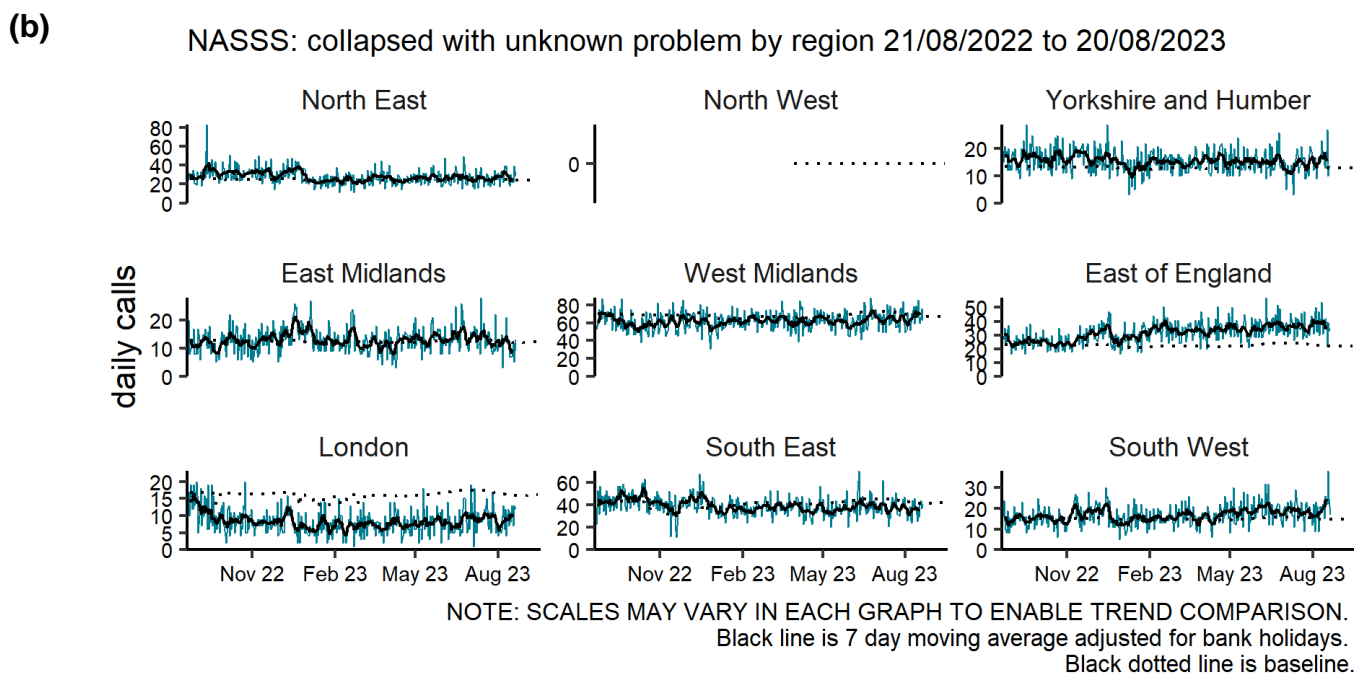 (b)
NASSS: collapsed with unknown problem by region 21/08/2022 to 20/08/2023
North East
80
60
40
20
0
North West
0
Yorkshire and Humber
20
10
0
daily calls
East Midlands
20
10
0
West Midlands
80
60
40
20
0
East of England
50
40
30
20
10
0
London
20
15
10
5
0
Nov 22 Feb 23 May 23 Aug 23
South East
60
40
20
0
Nov 22 Feb 23 May 23 Aug 23
South West
30
20
10
0
Nov 22 Feb 23 May 23 Aug 23
NOTE: SCALES MAY VARY IN EACH GRAPH TO ENABLE TREND COMPARISON.
Black line is 7 day moving average adjusted for bank holidays.
Black dotted line is baseline.